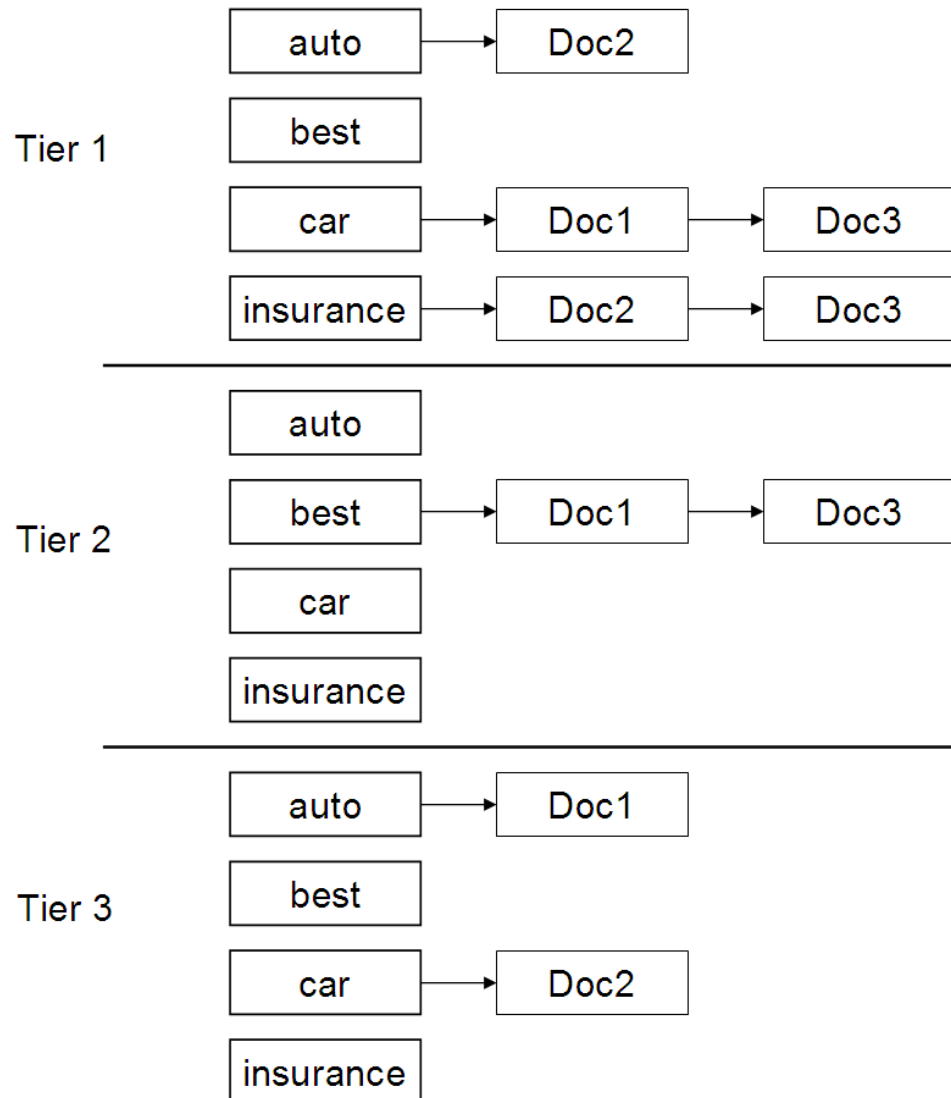 auto Doc2
Tier 1
best
car Doc1 Doc3
insurance Doc2 Doc3
auto
Tier 2
best Doc1 Doc3
car
insurance
auto Doc1
Tier 3
best
car Doc2
insurance